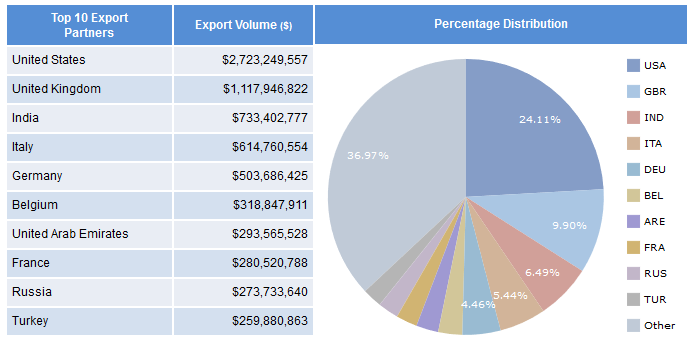 Top 10 Export
Partners
Export Volume ($)
Percentage Distribution
United States $2,723,249,557
United Kingdom $1,117,946,822
India $733,402,777
Italy $614,760,554
Germany $503,686,425
Belgium $318,847,911
United Arab Emirates $293,565,528
France $280,520,788
Russia $273,733,640
Turkey $259,880,863
24.11%
9.90%
6.49%
5.44%
4.46%
36.97%
USA
GBR
IND
ITA
DEU
BEL
ARE
FRA
RUS
TUR
Other